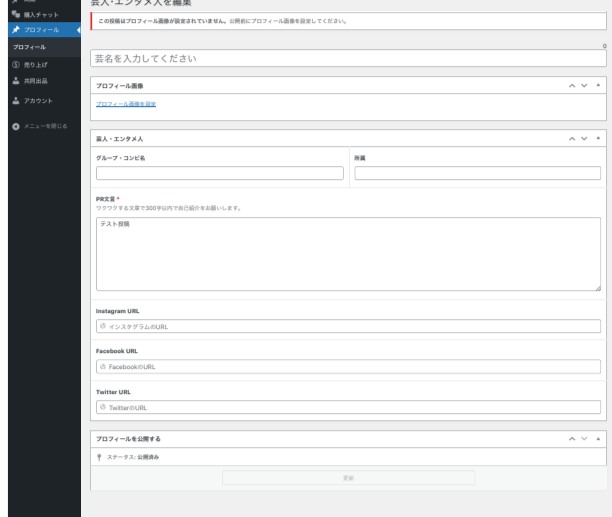 芸人・エンタメ人を編集
購入チャット
プロフィール
この投稿はプロフィール画像が設定されていません。公開前にプロフィール画像を設定してください。
プロフィール
0
売り上げ
芸名を入力してください
共同出品
プロフィール画像
アカウント
プロフィール画像を設定
メニューを閉じる
芸人・エンタメ人
グループ・コンビ名
所属
PR文言 *
ワクワクする文章で300字以内で自己紹介をお願いします。
テスト投稿
Instagram URL
インスタグラムのURL
Facebook URL
FacebookのURL
Twitter URL
TwitterのURL
プロフィールを公開する
ステータス: 公開済み
更新